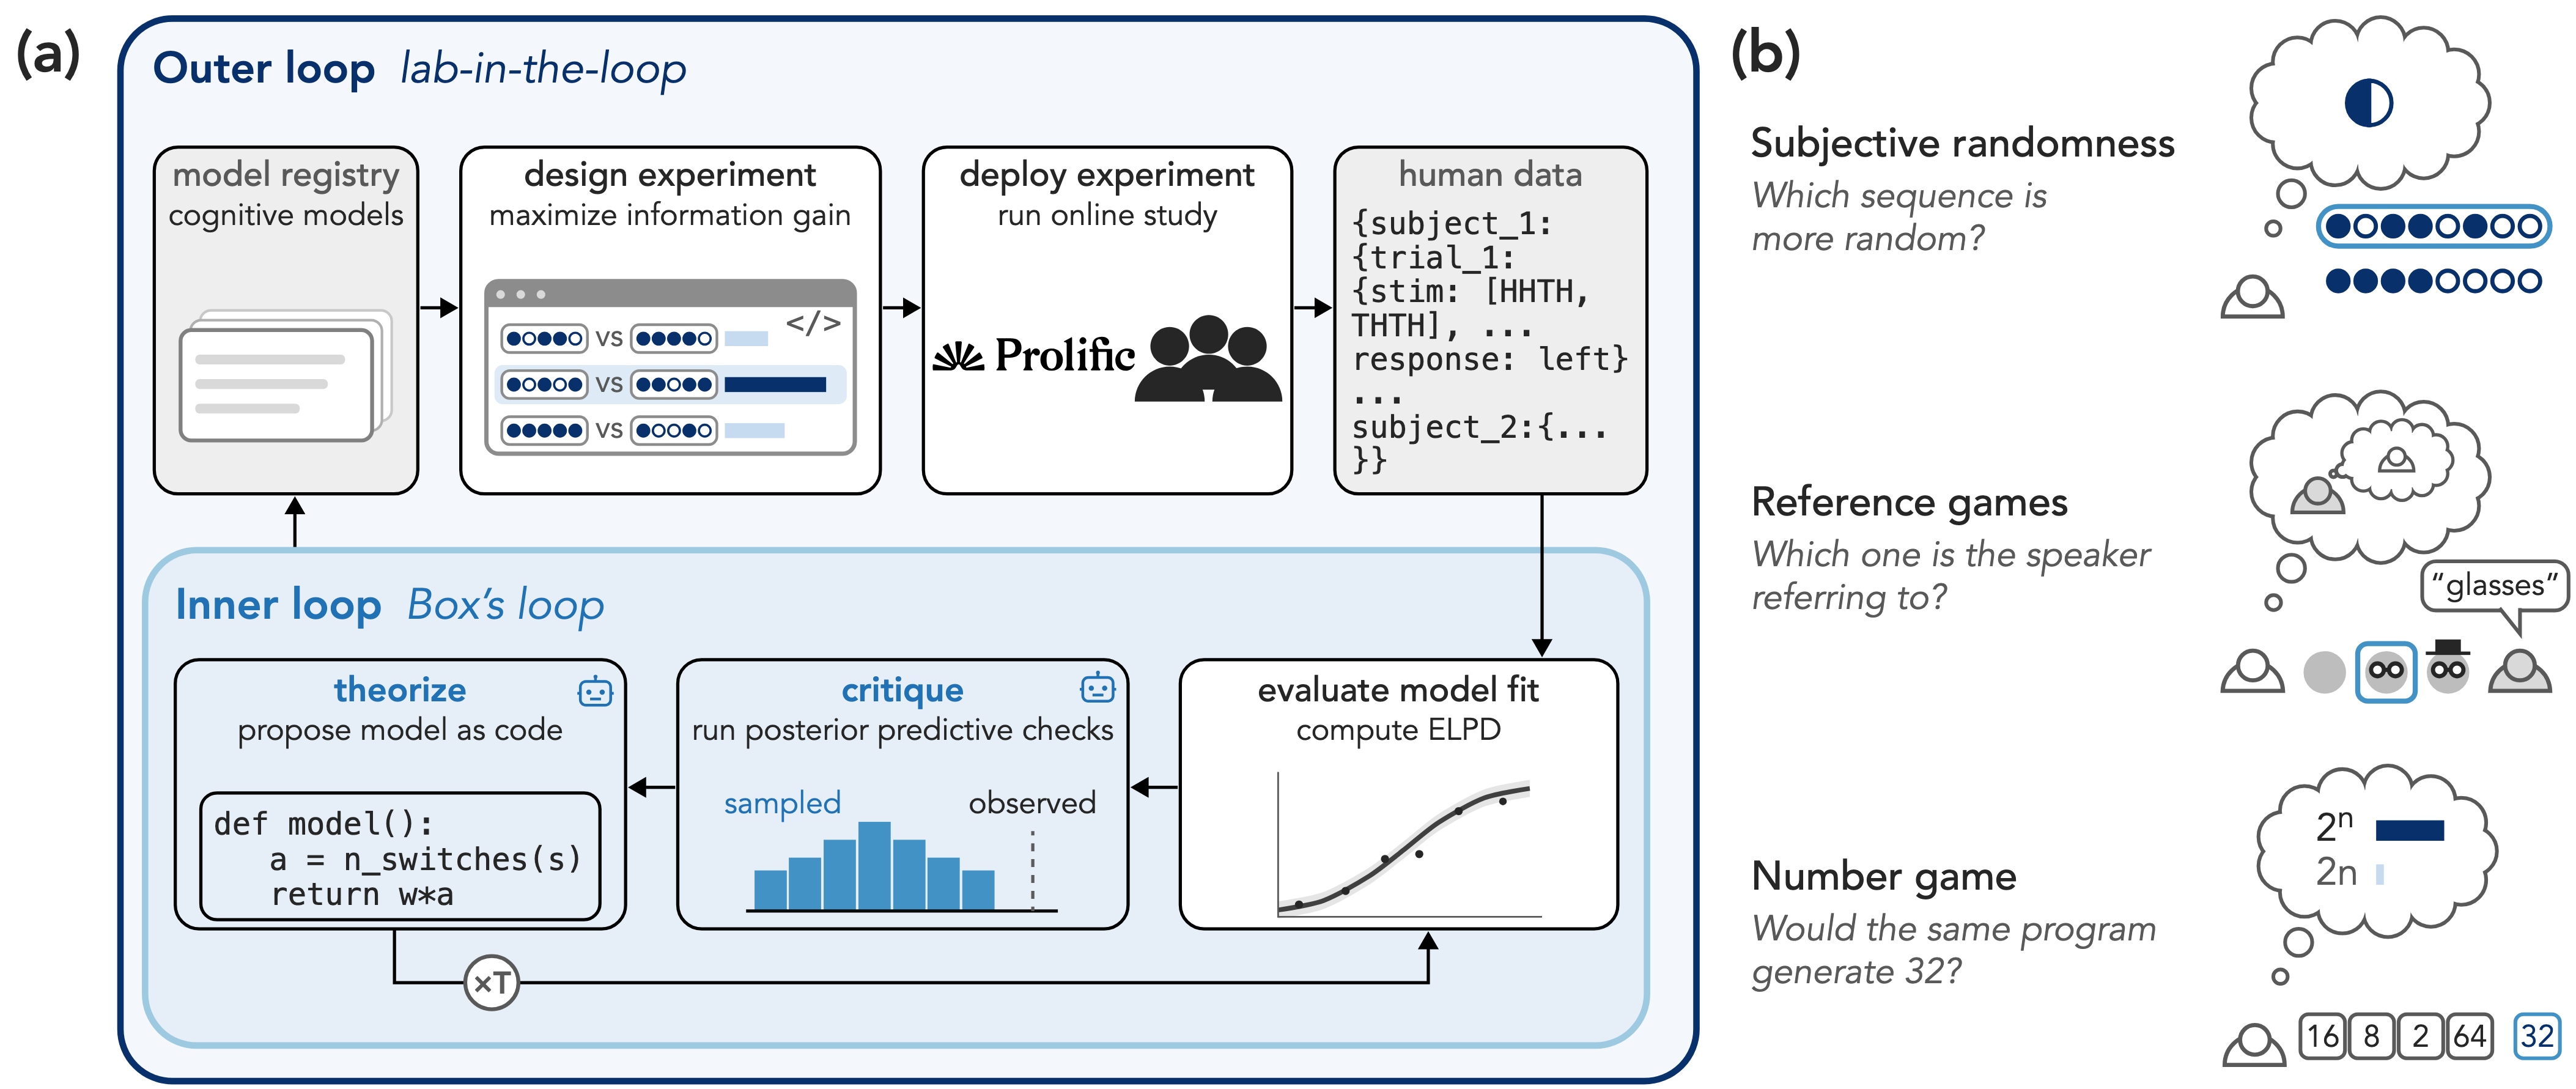 (a)
Outer loop lab-in-the-loop
model registry
cognitive models
design experiment
maximize information gain
</>
vs
vs
vs
deploy experiment
run online study
Prolific
human data
{subject_1:
{trial_1:
{stim: [HHTH,
THTH], ...
response: left}
...
subject_2:{...
}}
Inner loop Box's loop
theorize
propose model as code
def model():
a = n_switches(s)
return w*a
critique
run posterior predictive checks
sampled
observed
evaluate model fit
compute ELPD
×T
(b)
Subjective randomness
Which sequence is
more random?
Reference games
Which one is the speaker
referring to?
"glasses"
Number game
Would the same program
generate 32?
2ⁿ
2n
16 8 2 64 32